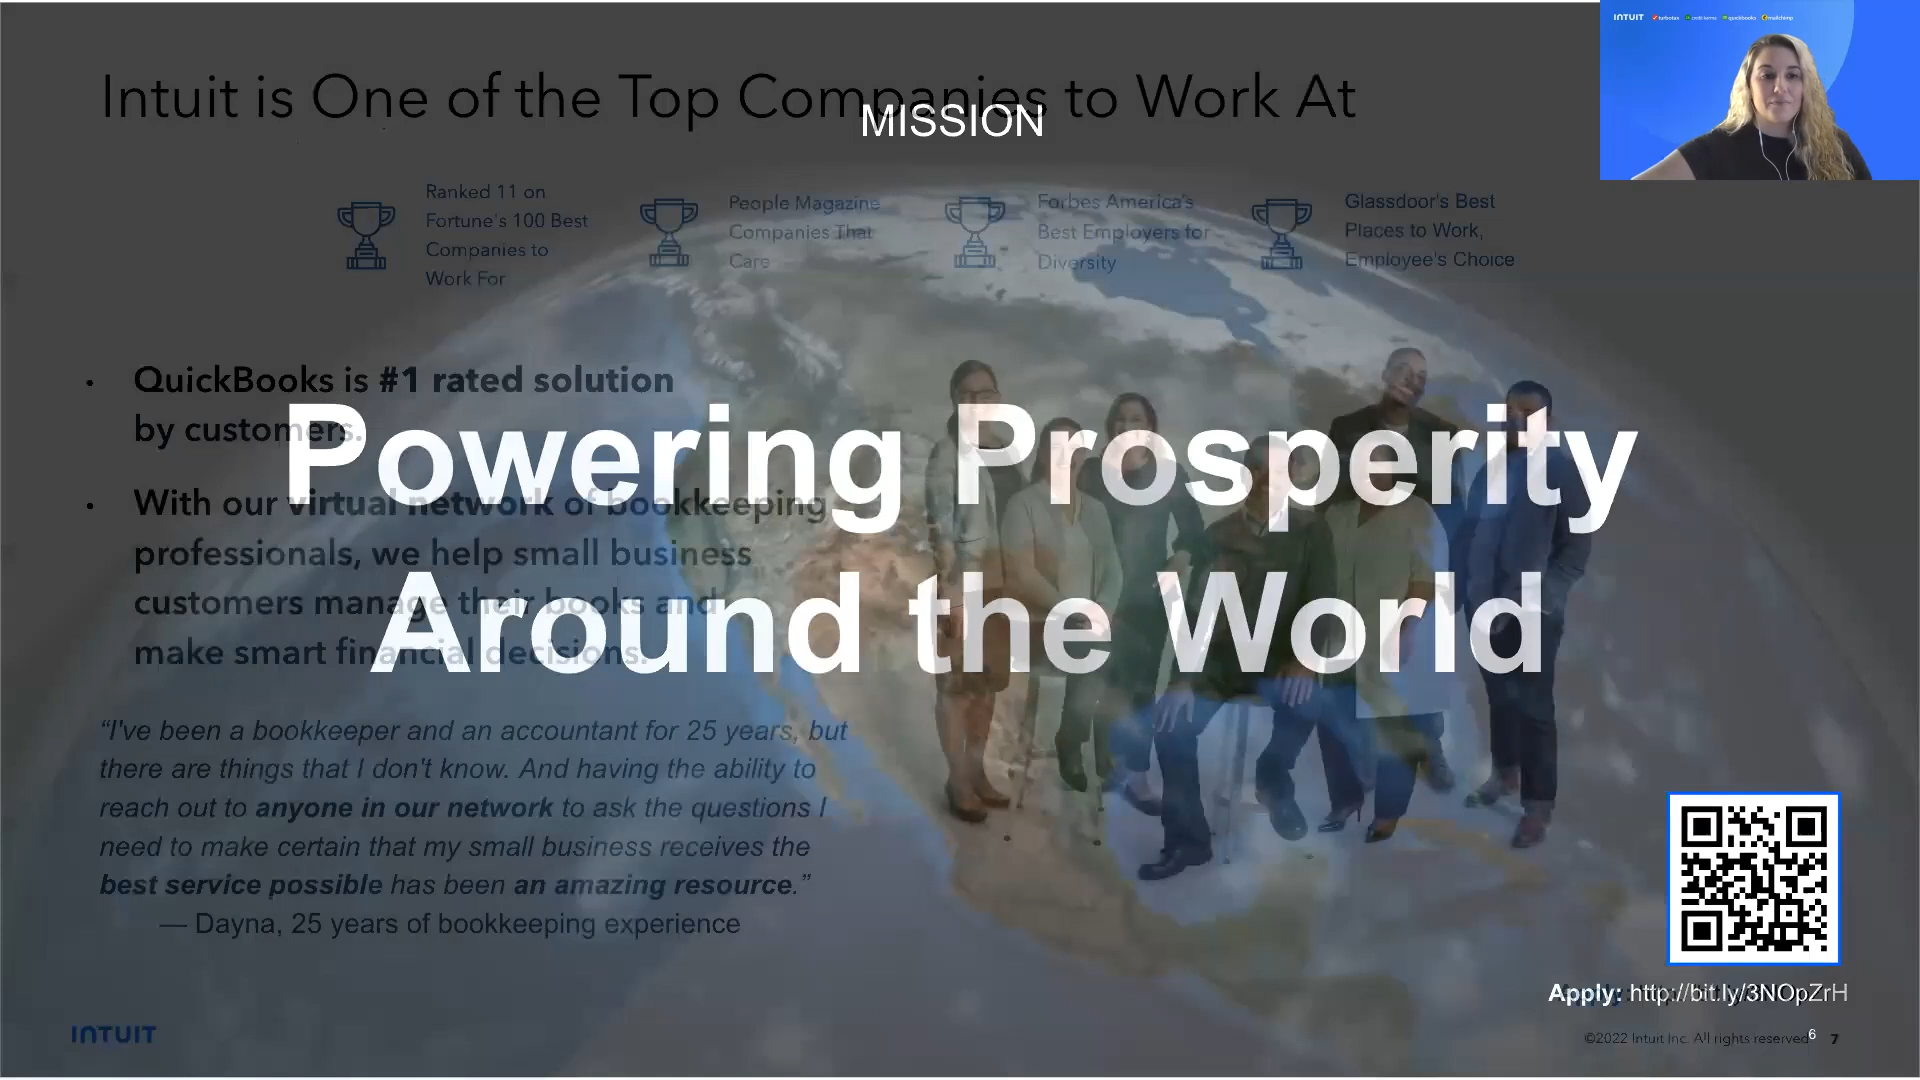 INTUIT turbotax credit karma quickbooks mailchimp
Intuit is One of the Top Companies to Work At
MISSION
Ranked 11 on
Fortune's 100 Best
Companies to
Work For
People Magazine
Companies That
Care
Forbes America's
Best Employers for
Diversity
Glassdoor's Best
Places to Work,
Employee's Choice
• QuickBooks is #1 rated solution
by customers.
• With our virtual network of bookkeeping
professionals, we help small business
customers manage their books and
make smart financial decisions.
Powering Prosperity
Around the World
“I've been a bookkeeper and an accountant for 25 years, but
there are things that I don't know. And having the ability to
reach out to anyone in our network to ask the questions I
need to make certain that my small business receives the
best service possible has been an amazing resource.”
— Dayna, 25 years of bookkeeping experience
Apply: http://bit.ly/3NOpZrH
INTUIT
©2022 Intuit Inc. All rights reserved
6
7